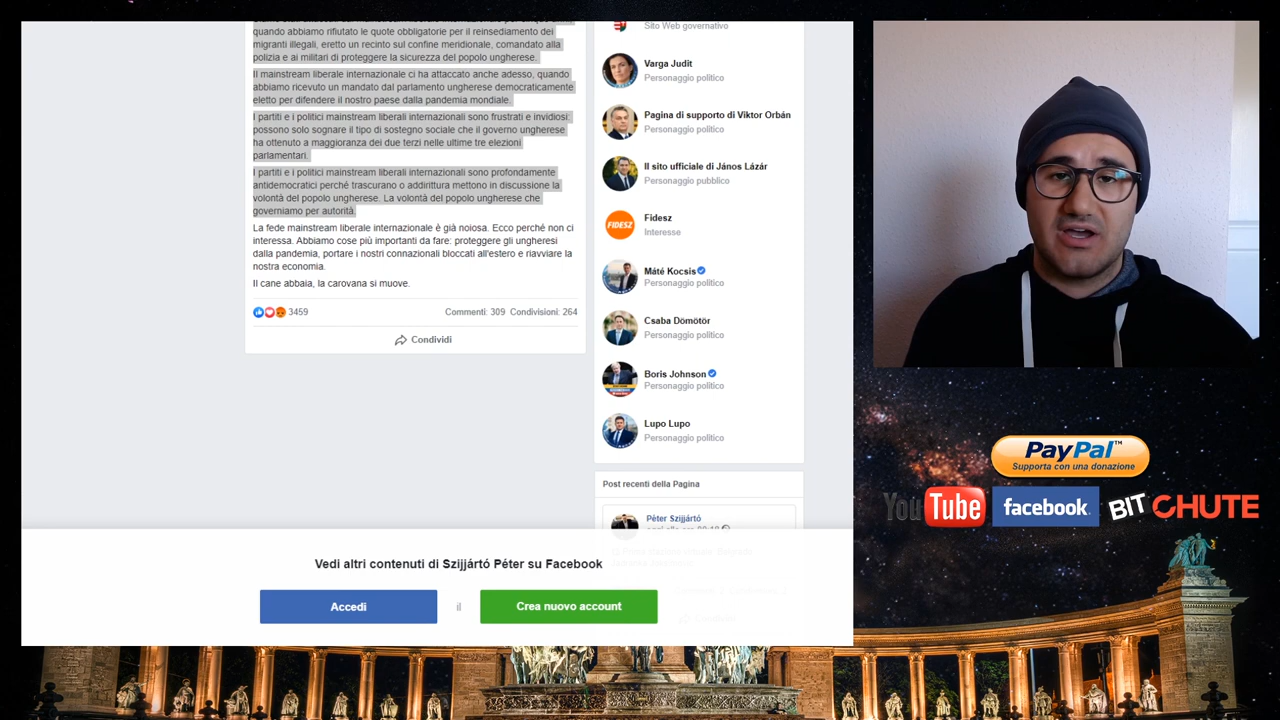 quando abbiamo rifiutato le quote obbligatorie per il reinsediamento dei
migranti illegali, eretto un recinto sul confine meridionale, comandato alla
polizia e ai militari di proteggere la sicurezza del popolo ungherese.
Il mainstream liberale internazionale ci ha attaccato anche adesso, quando
abbiamo ricevuto un mandato dal parlamento ungherese democraticamente
eletto per difendere il nostro paese dalla pandemia mondiale.
I partiti e i politici mainstream liberali internazionali sono frustrati e invidiosi:
possono solo sognare il tipo di sostegno sociale che il governo ungherese
ha ottenuto a maggioranza dei due terzi nelle ultime tre elezioni
parlamentari.
I partiti e i politici mainstream liberali internazionali sono profondamente
antidemocratici perché trascurano o addirittura mettono in discussione la
volontà del popolo ungherese. La volontà del popolo ungherese che
governiamo per autorità.
La fede mainstream liberale internazionale è già noiosa. Ecco perché non ci
interessa. Abbiamo cose più importanti da fare: proteggere gli ungheresi
dalla pandemia, portare i nostri connazionali bloccati all'estero e riavviare la
nostra economia.
Il cane abbaia, la carovana si muove.
3459
Commenti: 309 Condivisioni: 264
Condividi
Sito Web governativo
Varga Judit
Personaggio politico
Pagina di supporto di Viktor Orbán
Personaggio politico
Il sito ufficiale di János Lázár
Personaggio pubblico
FIDESZ
Fidesz
Interesse
Máté Kocsis
Personaggio politico
Csaba Dömötör
Personaggio politico
Boris Johnson
Personaggio politico
Lupo Lupo
Personaggio politico
Post recenti della Pagina
Péter Szijjártó
Vedi altri contenuti di Szijjártó Péter su Facebook
Accedi
il
Crea nuovo account
PayPal™
Supporta con una donazione
YouTube
facebook
BIT CHUTE